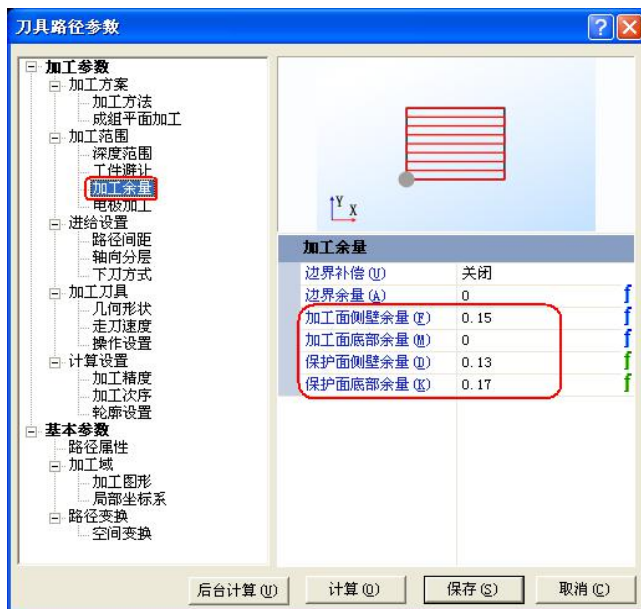 刀具路径参数
加工参数
加工方案
加工方法
成组平面加工
加工范围
深度范围
工件避让
加工余量
电极加工
进给设置
路径间距
轴向分层
下刀方式
加工刀具
几何形状
走刀速度
操作设置
计算设置
加工精度
加工次序
轮廓设置
基本参数
路径属性
加工域
加工图形
局部坐标系
路径变换
空间变换
Y
X
加工余量
边界补偿(U) 关闭
边界余量(A) 0 f
加工面侧壁余量(F) 0.15 f
加工面底部余量(M) 0 f
保护面侧壁余量(D) 0.13 f
保护面底部余量(K) 0.17 f
后台计算(U) 计算(O) 保存(S) 取消(C)